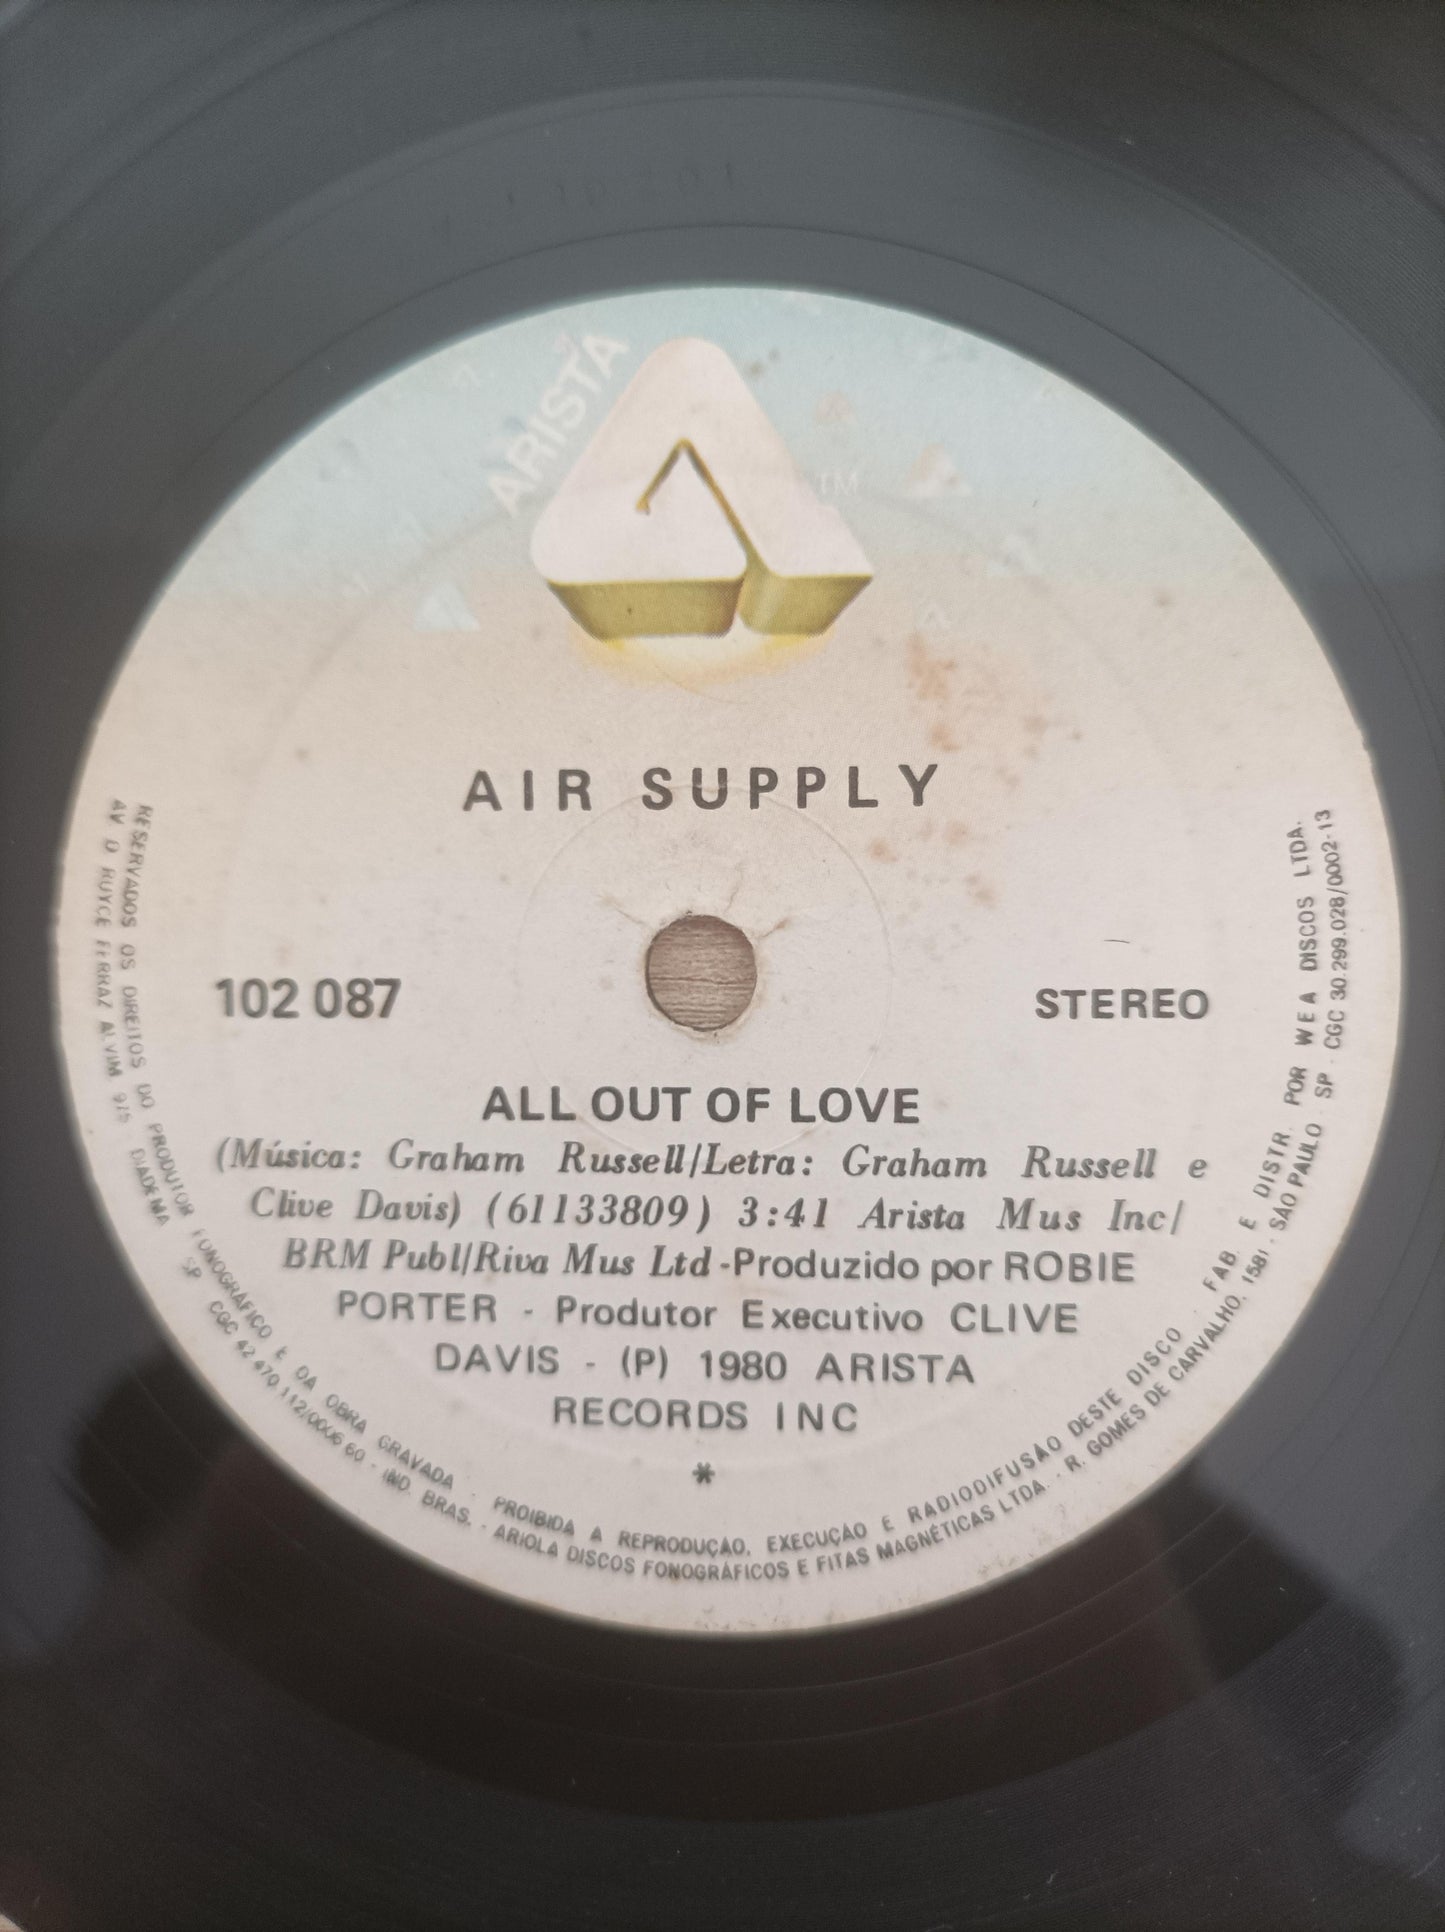 ARISTA
TM
AIR SUPPLY
102 087
STEREO
ALL OUT OF LOVE
(Música: Graham Russell/Letra: Graham Russell e
Clive Davis) (61133809) 3:41 Arista Mus Inc/
BRM Publ/Riva Mus Ltd -Produzido por ROBIE
PORTER - Produtor Executivo CLIVE
DAVIS - (P) 1980 ARISTA
RECORDS INC
*
RESERVADOS OS DIREITOS DO PRODUTOR FONOGRÁFICO E DA OBRA GRAVADA - PROIBIDA A REPRODUÇÃO, EXECUÇÃO E RADIODIFUSÃO DESTE DISCO - FAB. E DISTR. POR WEA DISCOS LTDA.
AV D RUYCE FERRAZ ALVIM 975 - DIADEMA SP CGC 42 470 112/0006 60 - IND. BRAS. - ARIOLA DISCOS FONOGRÁFICOS E FITAS MAGNÉTICAS LTDA. - R. GOMES DE CARVALHO, 1581 - SÃO PAULO - SP - CGC 30.299.028/0002-13